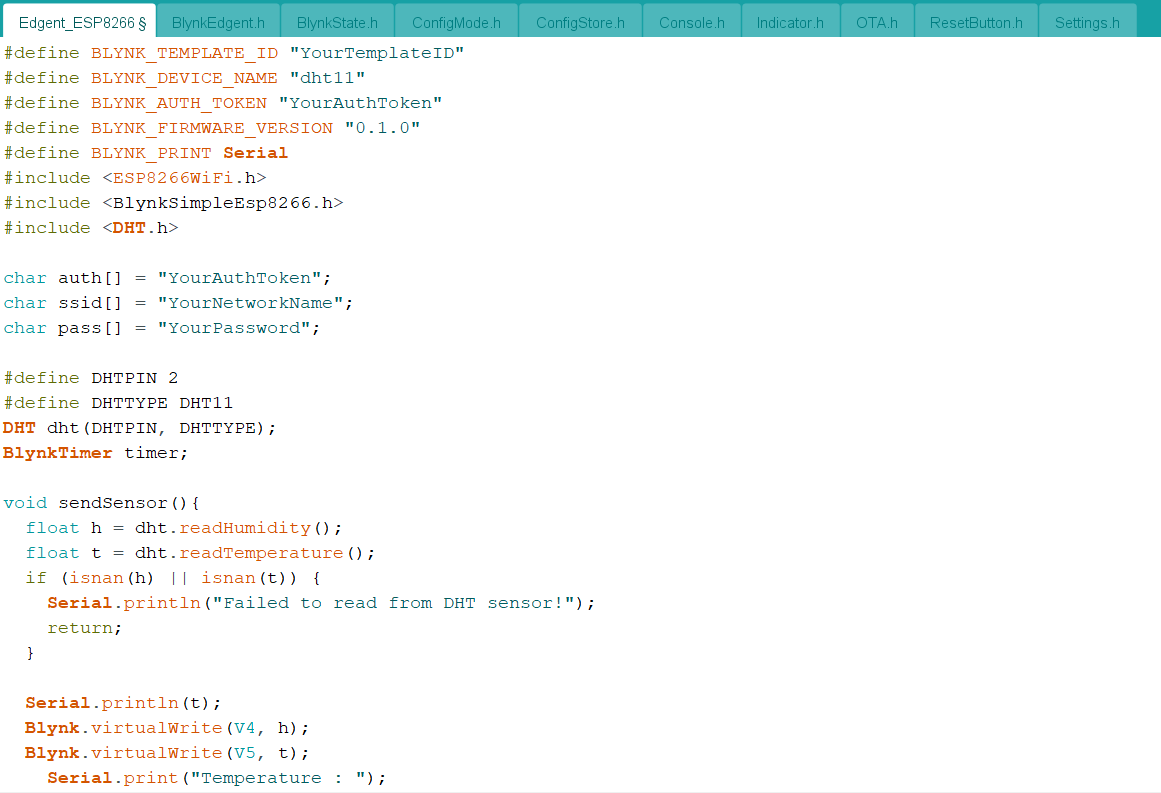 Edgent_ESP8266 § BlynkEdgent.h BlynkState.h ConfigMode.h ConfigStore.h Console.h Indicator.h OTA.h ResetButton.h Settings.h
#define BLYNK_TEMPLATE_ID "YourTemplateID"
#define BLYNK_DEVICE_NAME "dht11"
#define BLYNK_AUTH_TOKEN "YourAuthToken"
#define BLYNK_FIRMWARE_VERSION "0.1.0"
#define BLYNK_PRINT Serial
#include <ESP8266WiFi.h>
#include <BlynkSimpleEsp8266.h>
#include <DHT.h>

char auth[] = "YourAuthToken";
char ssid[] = "YourNetworkName";
char pass[] = "YourPassword";

#define DHTPIN 2
#define DHTTYPE DHT11
DHT dht(DHTPIN, DHTTYPE);
BlynkTimer timer;

void sendSensor(){
  float h = dht.readHumidity();
  float t = dht.readTemperature();
  if (isnan(h) || isnan(t)) {
    Serial.println("Failed to read from DHT sensor!");
    return;
  }

  Serial.println(t);
  Blynk.virtualWrite(V4, h);
  Blynk.virtualWrite(V5, t);
    Serial.print("Temperature : ");